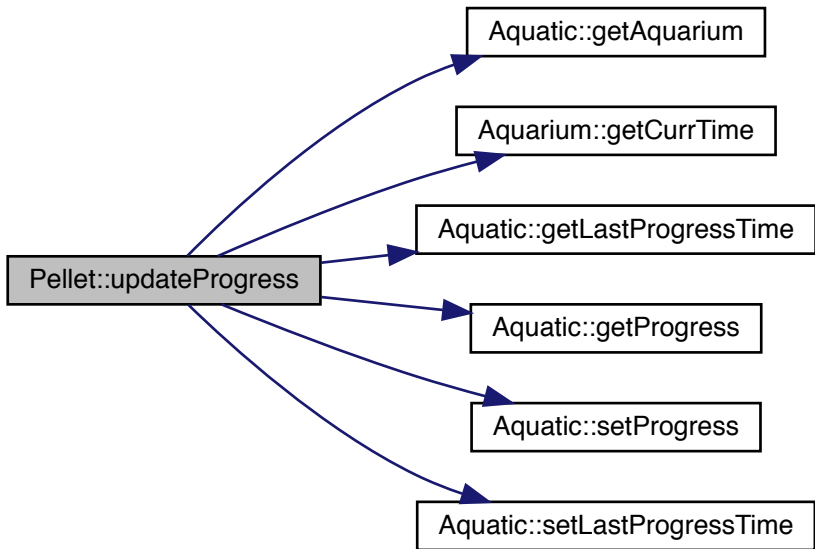 Aquatic::getAquarium
Aquarium::getCurrTime
Aquatic::getLastProgressTime
Pellet::updateProgress
Aquatic::getProgress
Aquatic::setProgress
Aquatic::setLastProgressTime